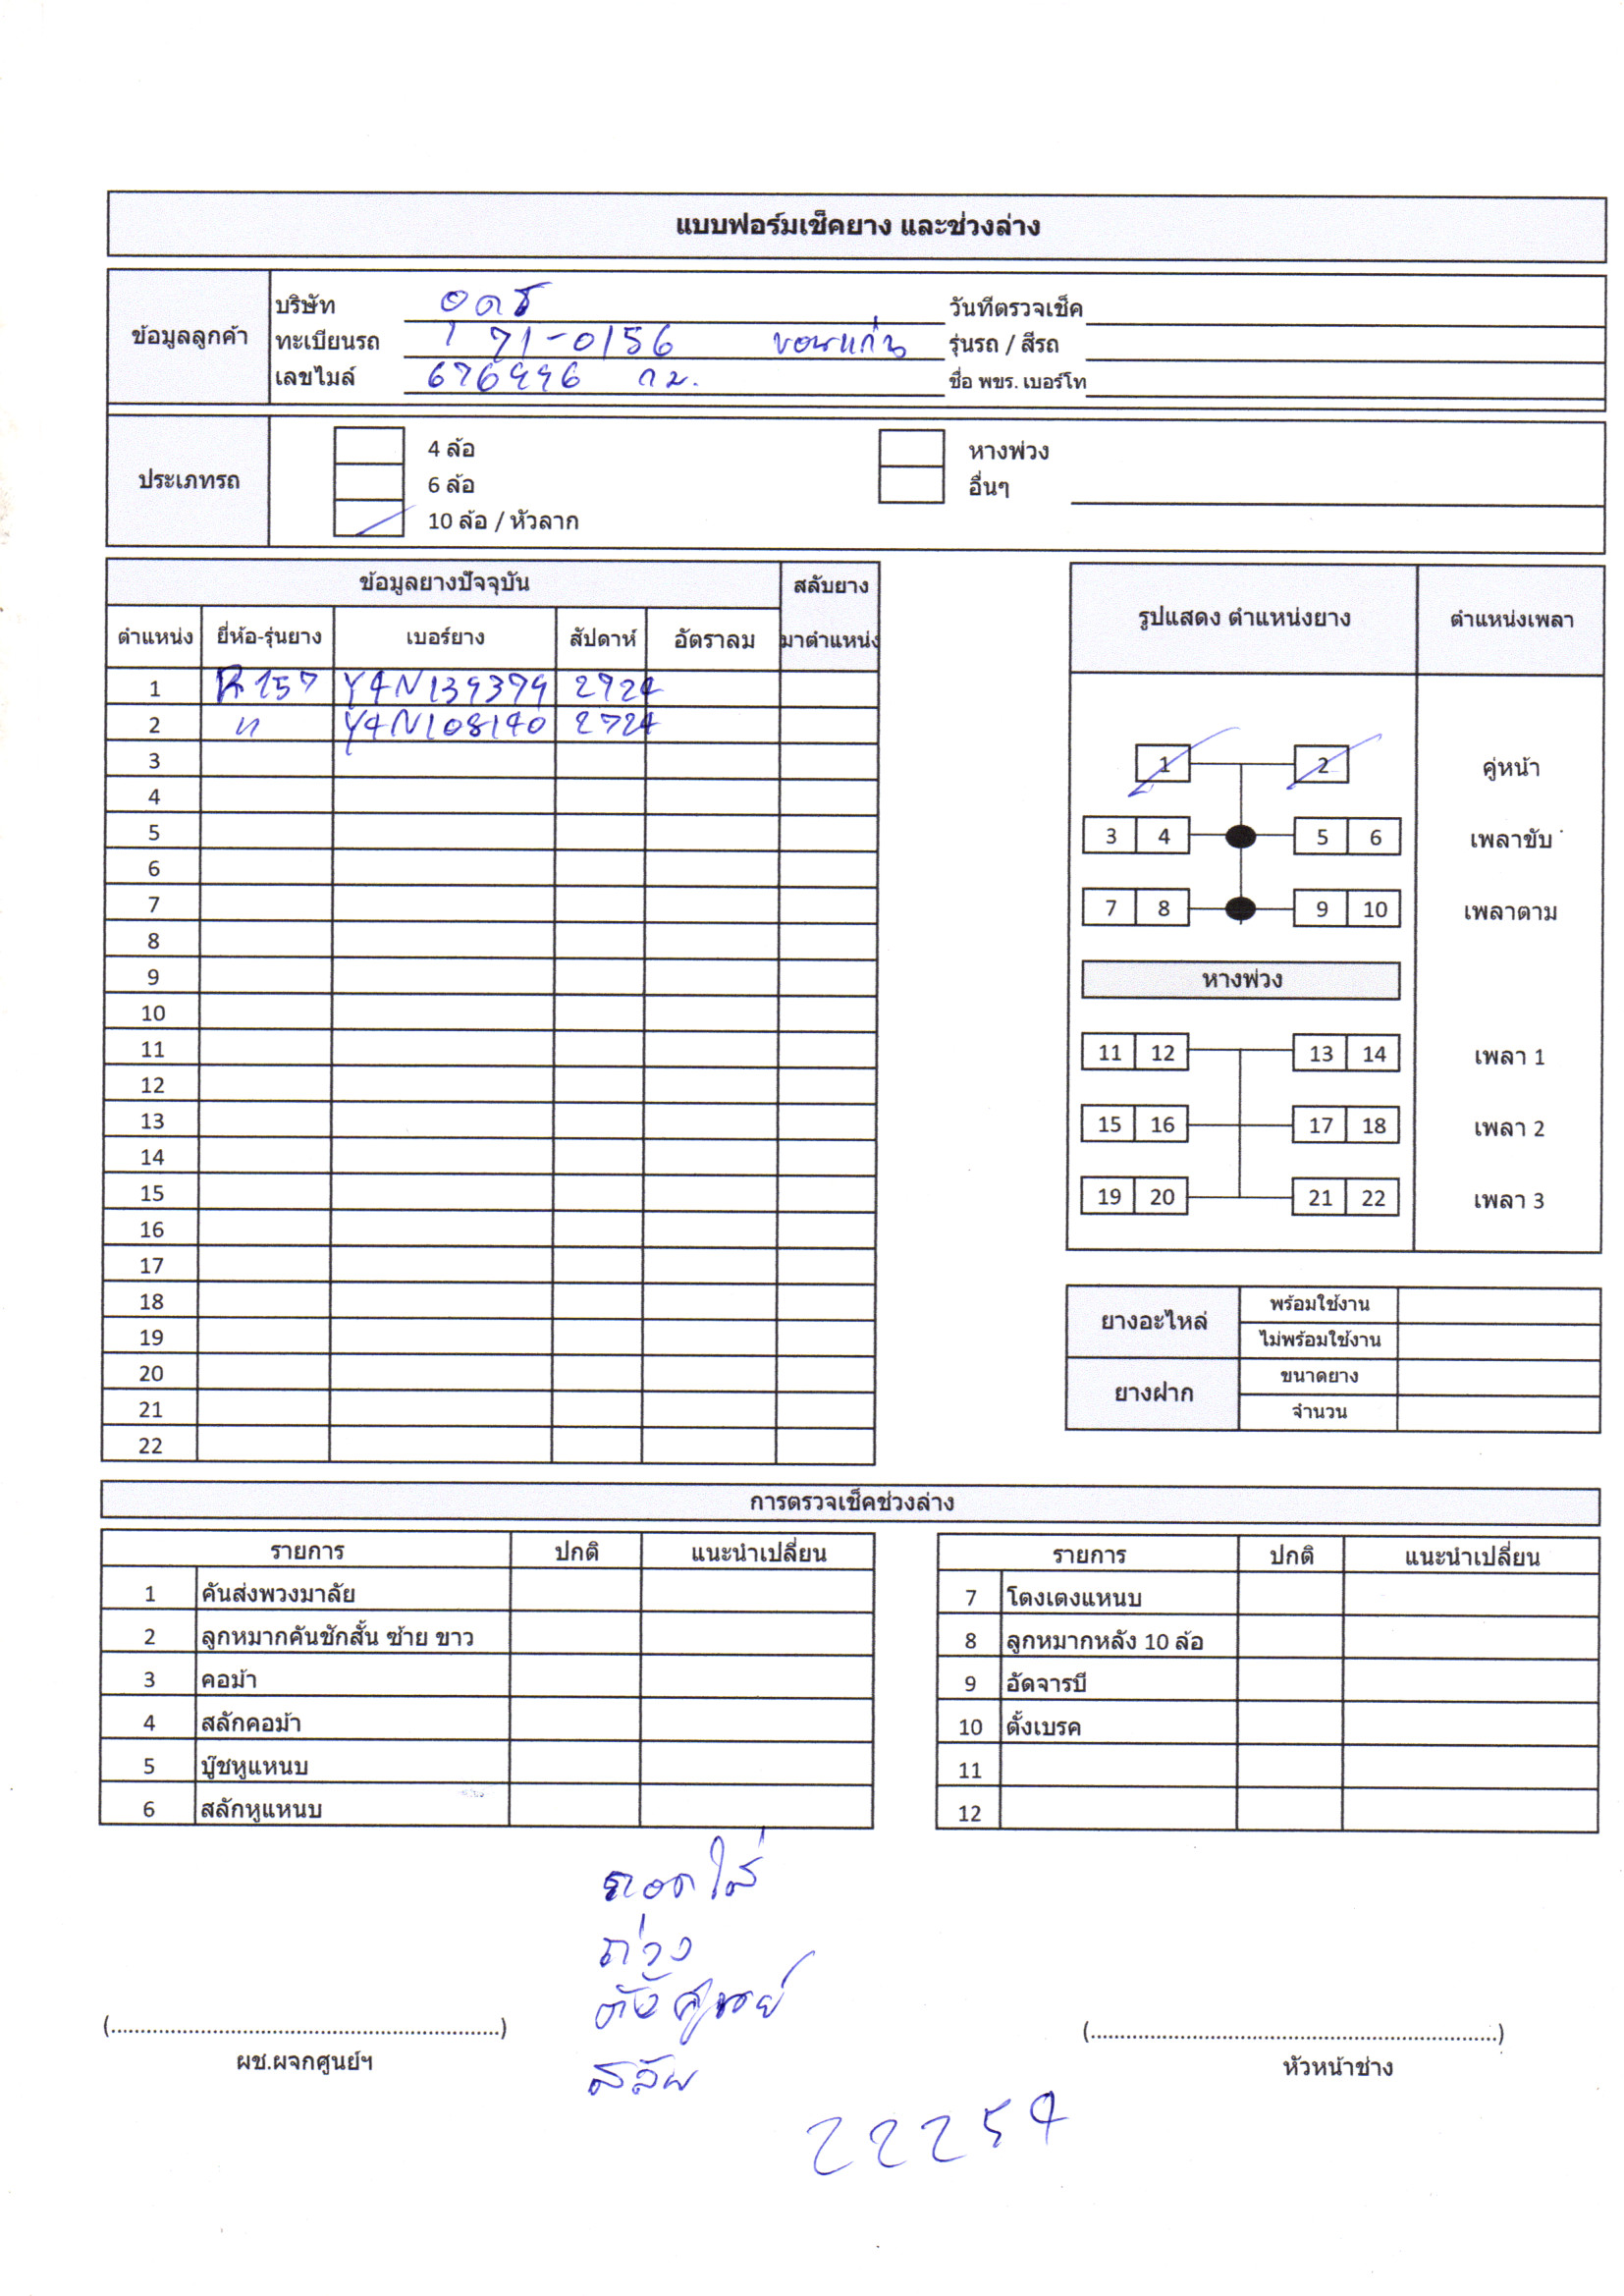 แบบฟอร์มเช็คยาง และช่วงล่าง
ข้อมูลลูกค้า
บริษัท
วันที่ตรวจเช็ค
ทะเบียนรถ 71-0156 ขอนแก่น
รุ่นรถ / สีรถ
เลขไมล์ 676996 กม.
ชื่อ พขร. เบอร์โท
ประเภทรถ
4 ล้อ
หางพ่วง
6 ล้อ
อื่นๆ
10 ล้อ / หัวลาก
ข้อมูลยางปัจจุบัน สลับยาง
ตำแหน่ง ยี่ห้อ-รุ่นยาง เบอร์ยาง สัปดาห์ อัตราลม มาตำแหน่ง
1 R157 Y4N139379 2724
2 " Y4N108140 2724
3
4
5
6
7
8
9
10
11
12
13
14
15
16
17
18
19
20
21
22
รูปแสดง ตำแหน่งยาง ตำแหน่งเพลา
1 2 คู่หน้า
3 4 5 6 เพลาขับ
7 8 9 10 เพลาตาม
หางพ่วง
11 12 13 14 เพลา 1
15 16 17 18 เพลา 2
19 20 21 22 เพลา 3
ยางอะไหล่ พร้อมใช้งาน
ไม่พร้อมใช้งาน
ยางฝาก ขนาดยาง
จำนวน
การตรวจเช็คช่วงล่าง
รายการ ปกติ แนะนำเปลี่ยน
1 คันส่งพวงมาลัย
2 ลูกหมากคันชักสั้น ซ้าย ขาว
3 คอม้า
4 สลักคอม้า
5 บู๊ชหูแหนบ
6 สลักหูแหนบ
รายการ ปกติ แนะนำเปลี่ยน
7 โตงเตงแหนบ
8 ลูกหมากหลัง 10 ล้อ
9 อัดจารบี
10 ตั้งเบรค
11
12
ถอดใส่
ถ่วง
ตั้งศูนย์
สลับ
22254
(................................................................)
ผช.ผจกศูนย์ฯ
(................................................................)
หัวหน้าช่าง